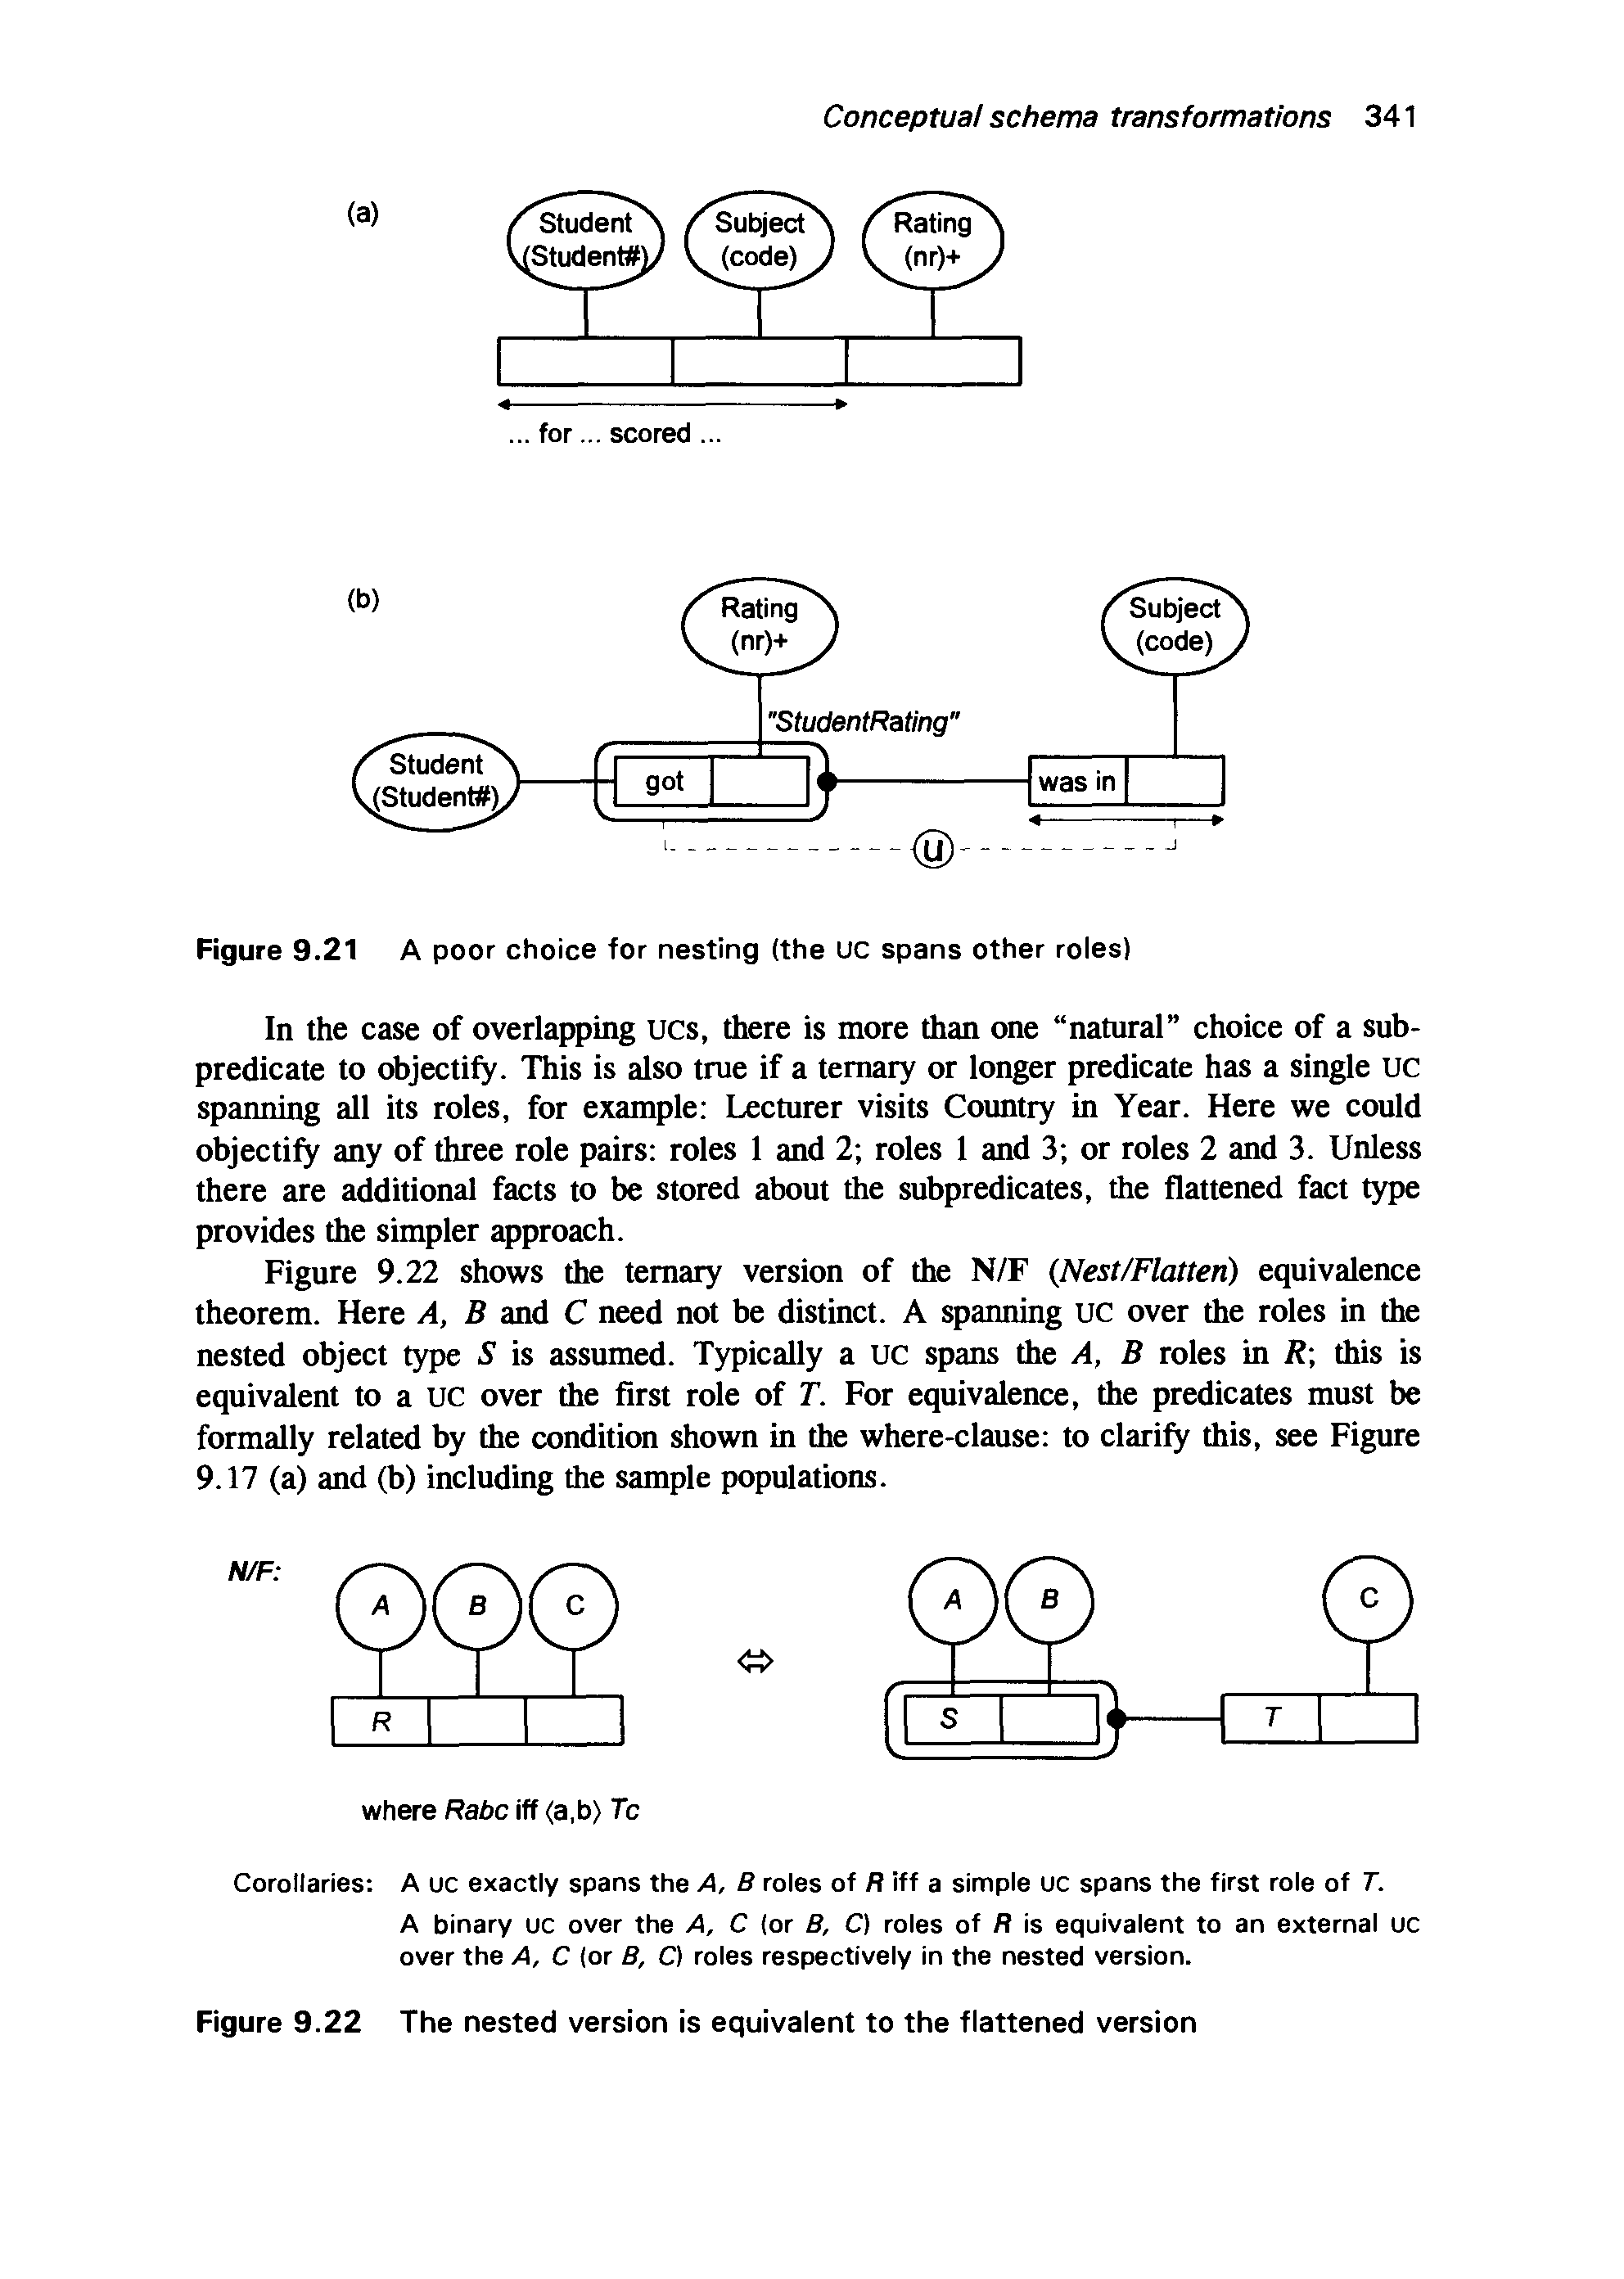 Conceptual schema transformations 341
(a)
Student Subject Rating
(Student#) (code) (nr)+
... for ... scored ...
(b)
Rating Subject
(nr)+ (code)
"StudentRating"
Student
(Student#)
got
was in
U
Figure 9.21 A poor choice for nesting (the UC spans other roles)
In the case of overlapping UCs, there is more than one “natural” choice of a sub-
predicate to objectify. This is also true if a ternary or longer predicate has a single UC
spanning all its roles, for example: Lecturer visits Country in Year. Here we could
objectify any of three role pairs: roles 1 and 2; roles 1 and 3; or roles 2 and 3. Unless
there are additional facts to be stored about the subpredicates, the flattened fact type
provides the simpler approach.
Figure 9.22 shows the ternary version of the N/F (Nest/Flatten) equivalence
theorem. Here A, B and C need not be distinct. A spanning UC over the roles in the
nested object type S is assumed. Typically a UC spans the A, B roles in R; this is
equivalent to a UC over the first role of T. For equivalence, the predicates must be
formally related by the condition shown in the where-clause: to clarify this, see Figure
9.17 (a) and (b) including the sample populations.
N/F:
A B C
A B C
⇔
R
S T
where Rabc iff ⟨a,b⟩ Tc
Corollaries: A UC exactly spans the A, B roles of R iff a simple UC spans the first role of T.
A binary UC over the A, C (or B, C) roles of R is equivalent to an external UC
over the A, C (or B, C) roles respectively in the nested version.
Figure 9.22 The nested version is equivalent to the flattened version